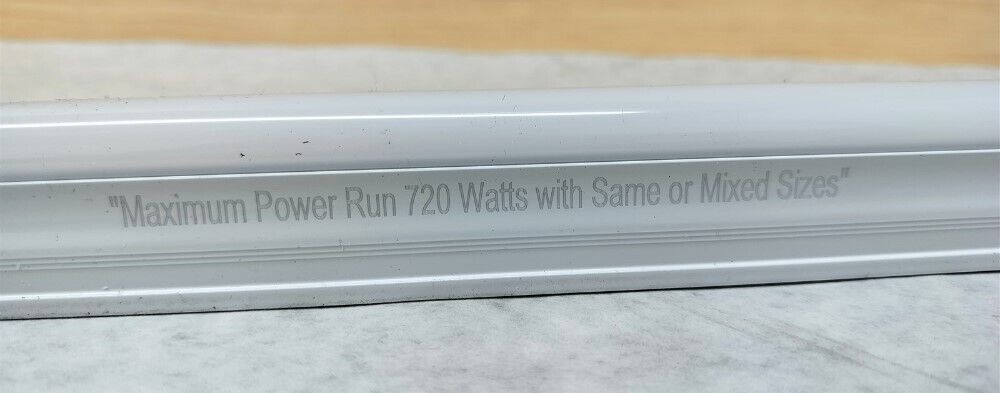 "Maximum Power Run 720 Watts with Same or Mixed Sizes"